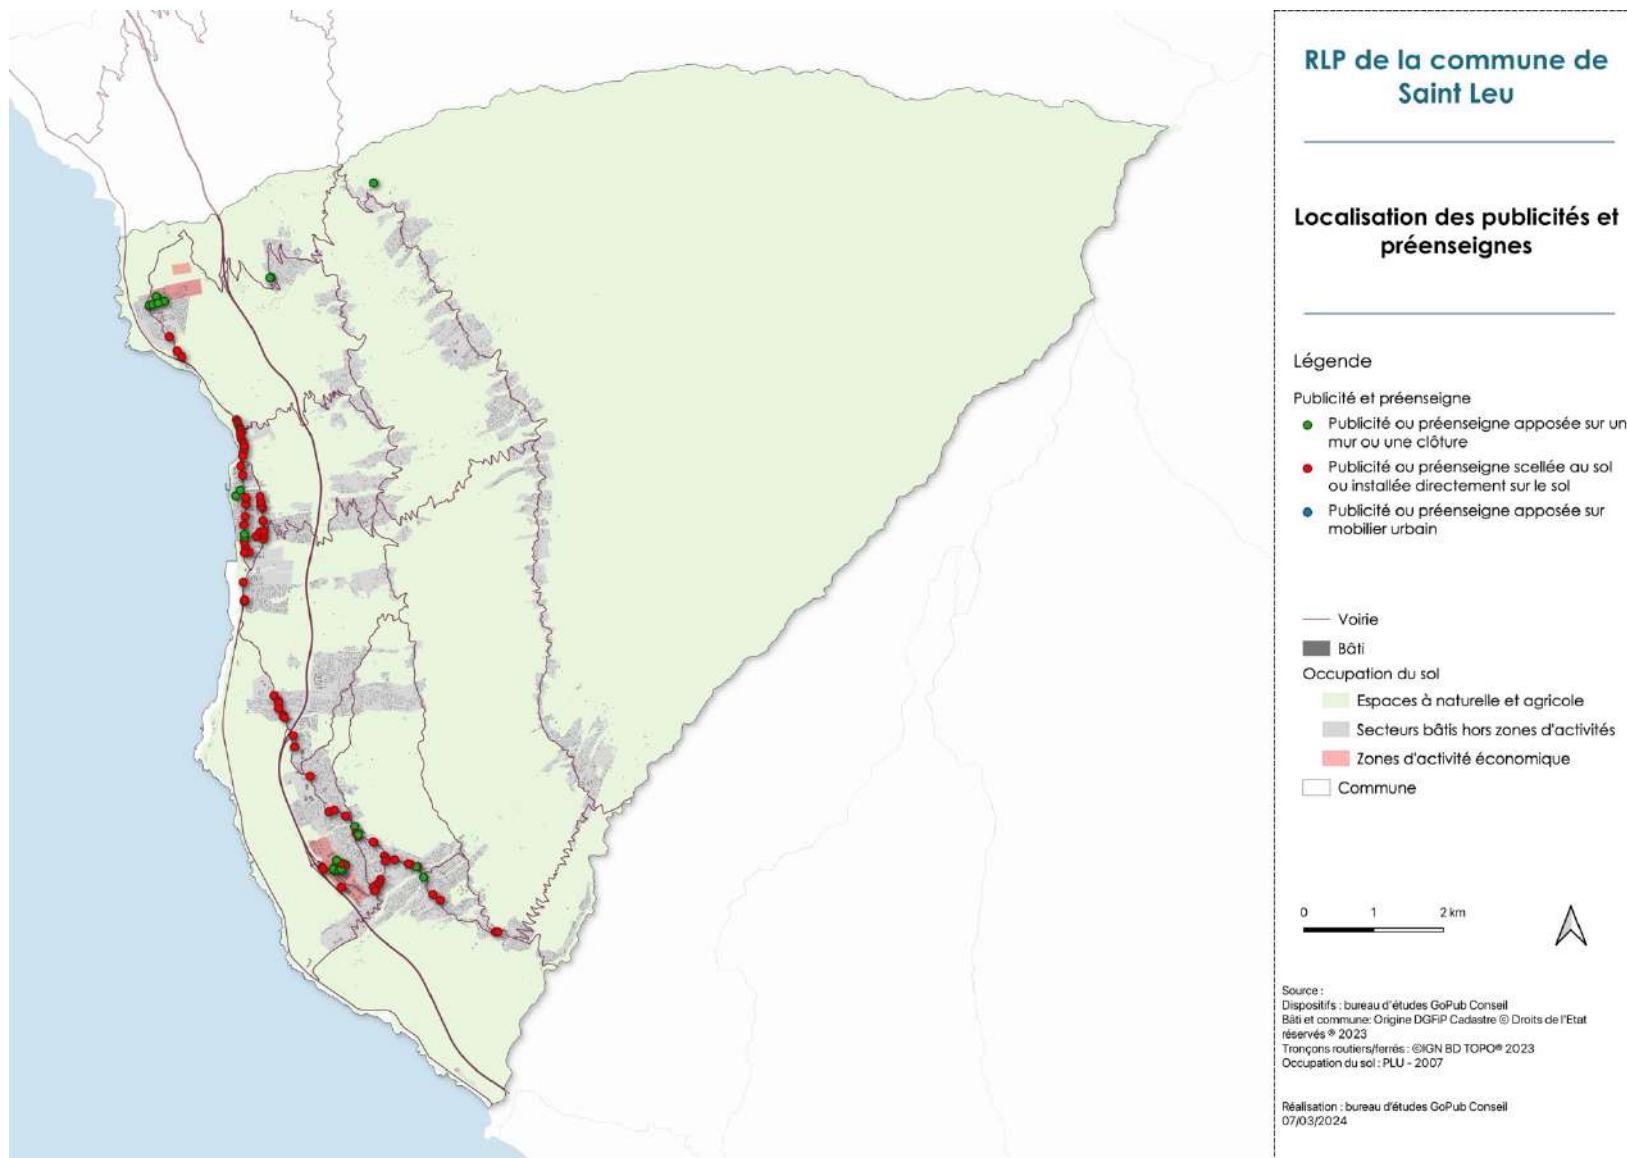 RLP de la commune de
Saint Leu
Localisation des publicités et
préenseignes
Légende
Publicité et préenseigne
Publicité ou préenseigne apposée sur un
mur ou une clôture
Publicité ou préenseigne scellée au sol
ou installée directement sur le sol
Publicité ou préenseigne apposée sur
mobilier urbain
Voirie
Bâti
Occupation du sol
Espaces à naturelle et agricole
Secteurs bâtis hors zones d'activités
Zones d'activité économique
Commune
0 1 2 km
Source :
Dispositifs : bureau d'études GoPub Conseil
Bâti et commune: Origine DGFiP Cadastre © Droits de l'Etat
réservés ® 2023
Tronçons routiers/ferrés : ©IGN BD TOPO® 2023
Occupation du sol : PLU - 2007
Réalisation : bureau d'études GoPub Conseil
07/03/2024